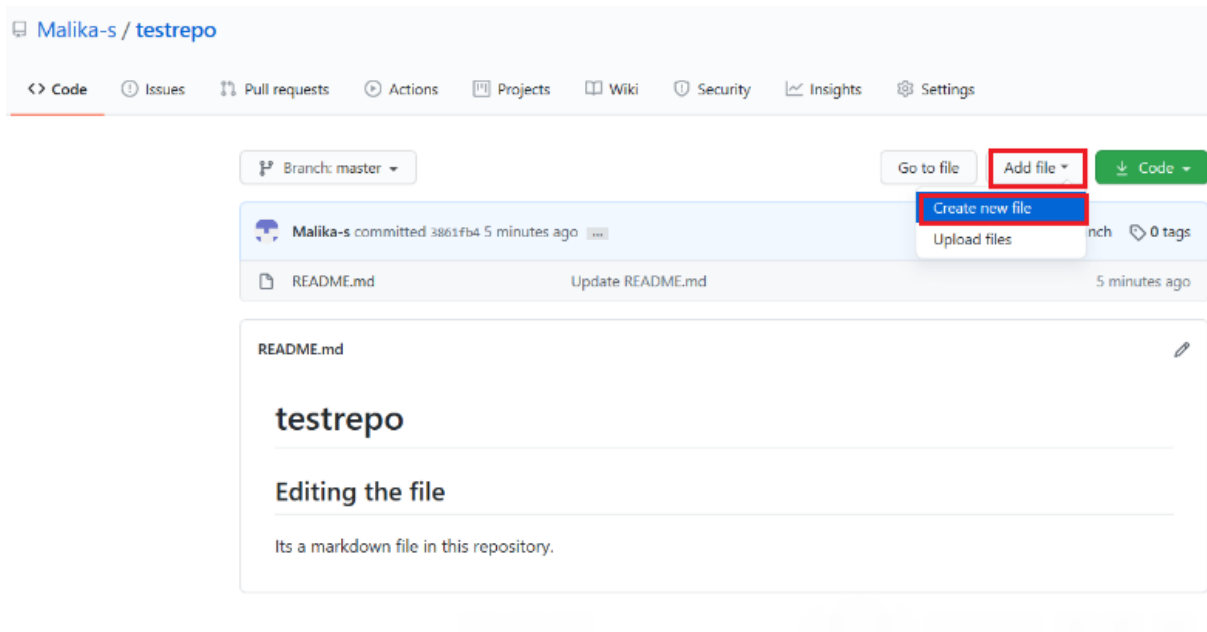 Malika-s / testrepo
<> Code Issues Pull requests Actions Projects Wiki Security Insights Settings
Branch: master Go to file Add file Code
Create new file
Malika-s committed 3861fb4 5 minutes ago ... nch 0 tags
Upload files
README.md Update README.md 5 minutes ago
README.md
testrepo
Editing the file
Its a markdown file in this repository.